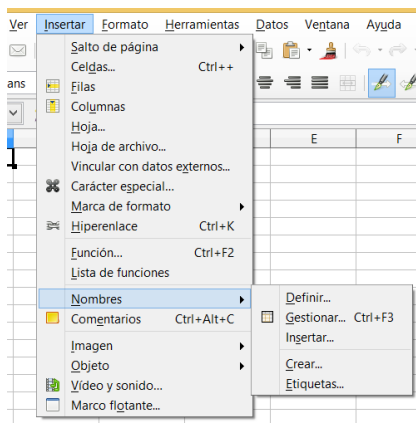 Ver Insertar Formato Herramientas Datos Ventana Ayuda
Salto de página
Celdas... Ctrl++
ans
Filas
Columnas
Hoja...
E F
Hoja de archivo...
Vincular con datos externos...
Carácter especial...
Marca de formato
Hiperenlace Ctrl+K
Función... Ctrl+F2
Lista de funciones
Nombres
Definir...
Comentarios Ctrl+Alt+C
Gestionar... Ctrl+F3
Insertar...
Imagen
Objeto
Crear...
Vídeo y sonido...
Etiquetas...
Marco flotante...